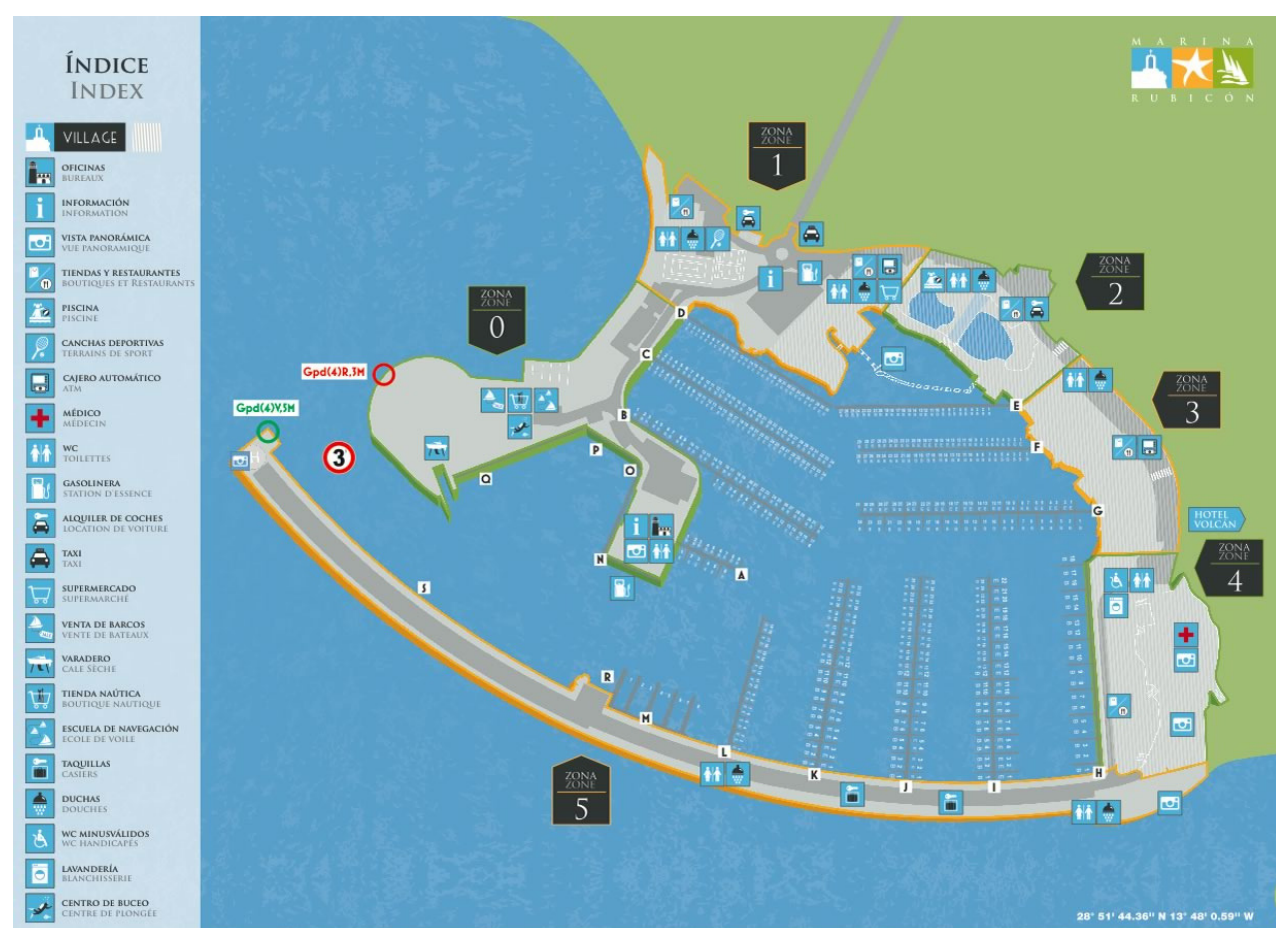 ÍNDICE
INDEX
VILLAGE
OFICINAS
BUREAUX
INFORMACIÓN
INFORMATION
VISTA PANORÁMICA
VUE PANORAMIQUE
TIENDAS Y RESTAURANTES
BOUTIQUES ET RESTAURANTS
PISCINA
PISCINE
CANCHAS DEPORTIVAS
TERRAINS DE SPORT
CAJERO AUTOMÁTICO
ATM
MÉDICO
MÉDECIN
WC
TOILETTES
GASOLINERA
STATION D'ESSENCE
ALQUILER DE COCHES
LOCATION DE VOITURE
TAXI
TAXI
SUPERMERCADO
SUPERMARCHÉ
VENTA DE BARCOS
VENTE DE BATEAUX
VARADERO
CALE SÈCHE
TIENDA NAÚTICA
BOUTIQUE NAUTIQUE
ESCUELA DE NAVEGACIÓN
ECOLE DE VOILE
TAQUILLAS
CASIERS
DUCHAS
DOUCHES
WC MINUSVÁLIDOS
WC HANDICAPÉS
LAVANDERÍA
BLANCHISSERIE
CENTRO DE BUCEO
CENTRE DE PLONGÉE
MARINA
RUBICÓN
ZONA
ZONE
1
ZONA
ZONE
2
ZONA
ZONE
0
ZONA
ZONE
3
HOTEL
VOLCÁN
ZONA
ZONE
4
ZONA
ZONE
5
Gpd(4)R,3M
Gpd(4)V,3M
3
D
C
B
E
F
P
O
Q
G
N
A
S
R
M
L
K
J
I
H
28° 51' 44.36" N 13° 48' 0.59" W